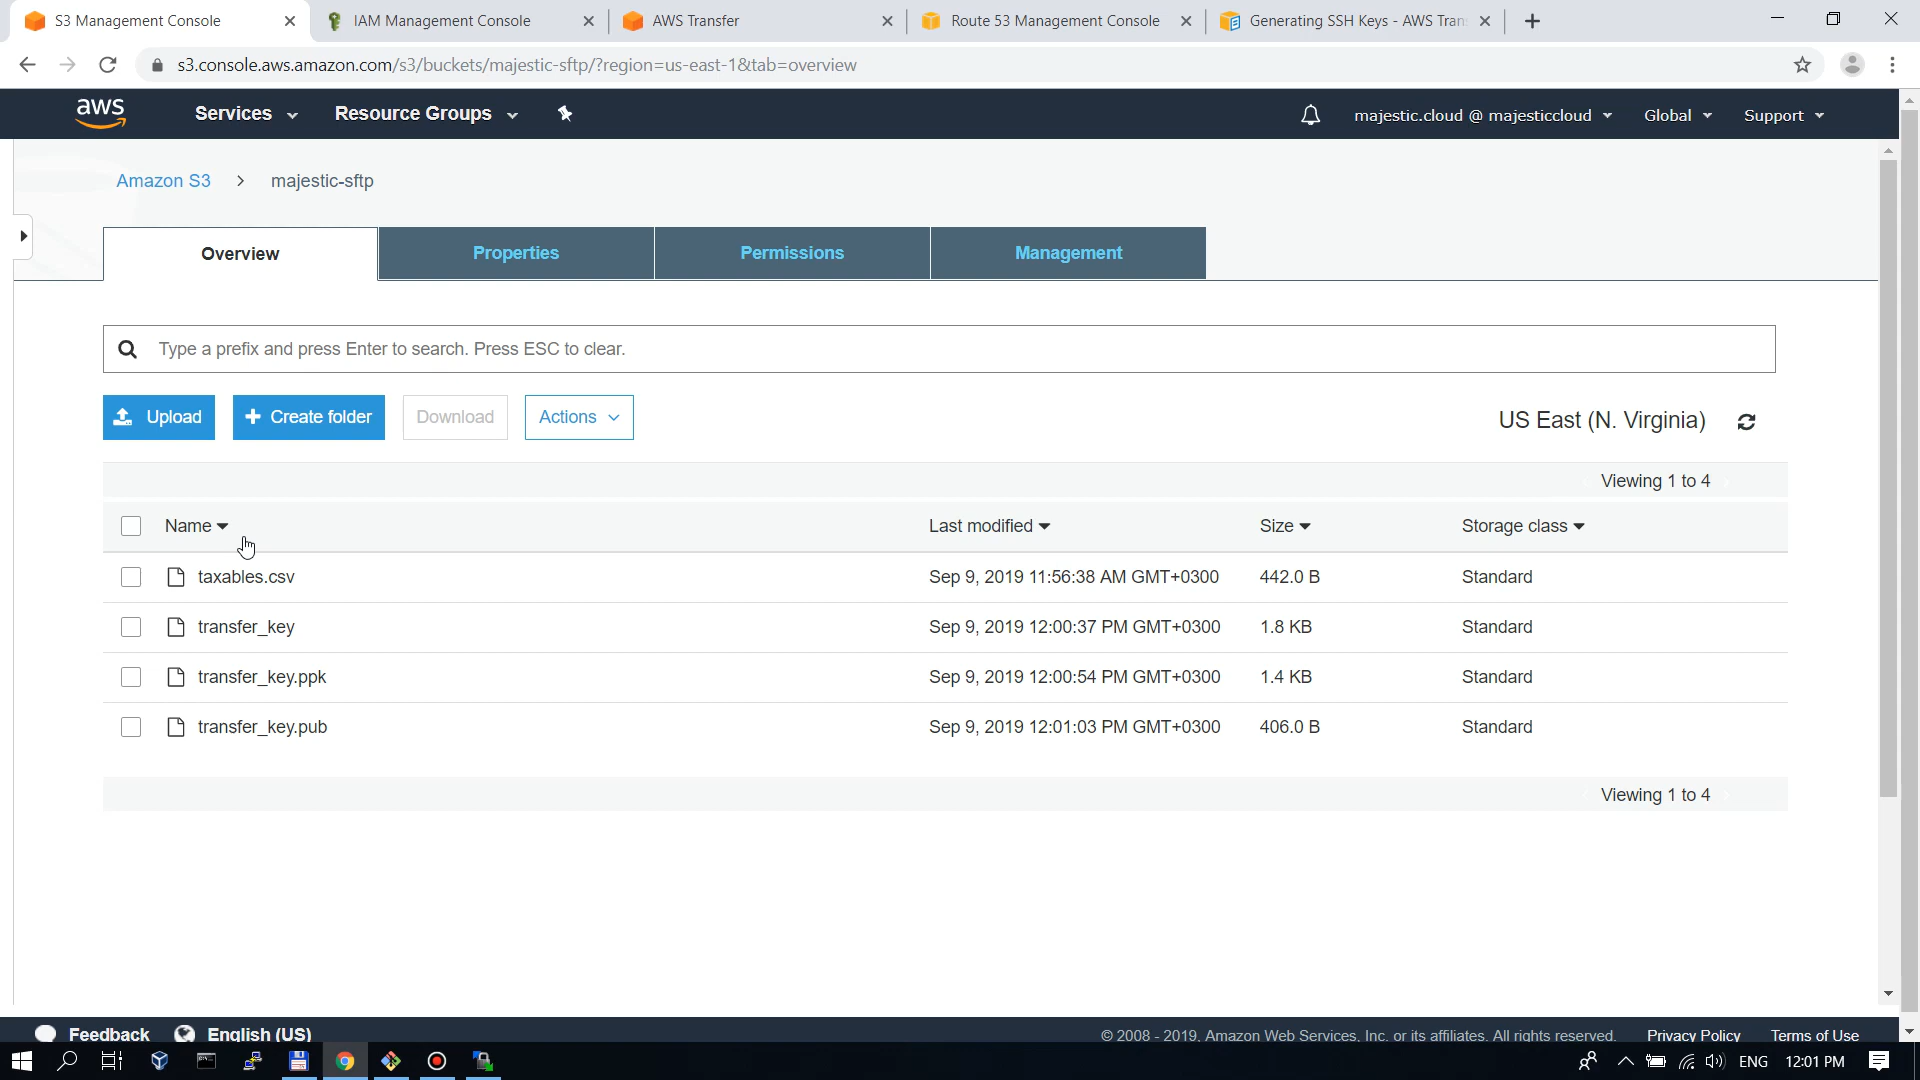 S3 Management Console
IAM Management Console
AWS Transfer
Route 53 Management Console
Generating SSH Keys - AWS Tran
s3.console.aws.amazon.com/s3/buckets/majestic-sftp/?region=us-east-1&tab=overview
aws
Services
Resource Groups
majestic.cloud @ majesticcloud
Global
Support
Amazon S3 > majestic-sftp
Overview
Properties
Permissions
Management
Type a prefix and press Enter to search. Press ESC to clear.
Upload
+ Create folder
Download
Actions
US East (N. Virginia)
Viewing 1 to 4
Name
Last modified
Size
Storage class
taxables.csv
Sep 9, 2019 11:56:38 AM GMT+0300
442.0 B
Standard
transfer_key
Sep 9, 2019 12:00:37 PM GMT+0300
1.8 KB
Standard
transfer_key.ppk
Sep 9, 2019 12:00:54 PM GMT+0300
1.4 KB
Standard
transfer_key.pub
Sep 9, 2019 12:01:03 PM GMT+0300
406.0 B
Standard
Viewing 1 to 4
Feedback
English (US)
© 2008 - 2019, Amazon Web Services, Inc. or its affiliates. All rights reserved.
Privacy Policy
Terms of Use
ENG
12:01 PM